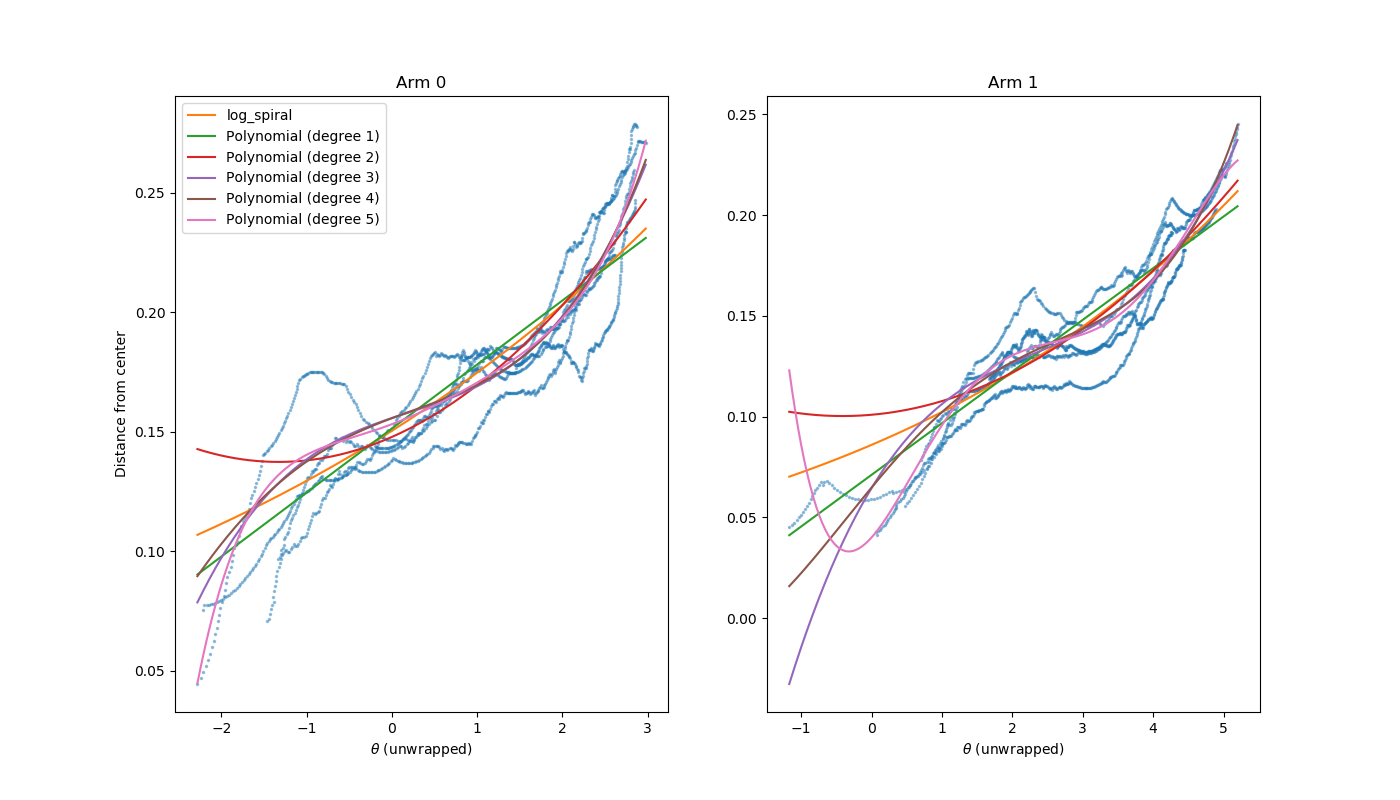 Arm 0
log_spiral
Polynomial (degree 1)
Polynomial (degree 2)
Polynomial (degree 3)
Polynomial (degree 4)
Polynomial (degree 5)
Distance from center
0.25
0.20
0.15
0.10
0.05
−2 −1 0 1 2 3
θ (unwrapped)
Arm 1
0.25
0.20
0.15
0.10
0.05
0.00
−1 0 1 2 3 4 5
θ (unwrapped)